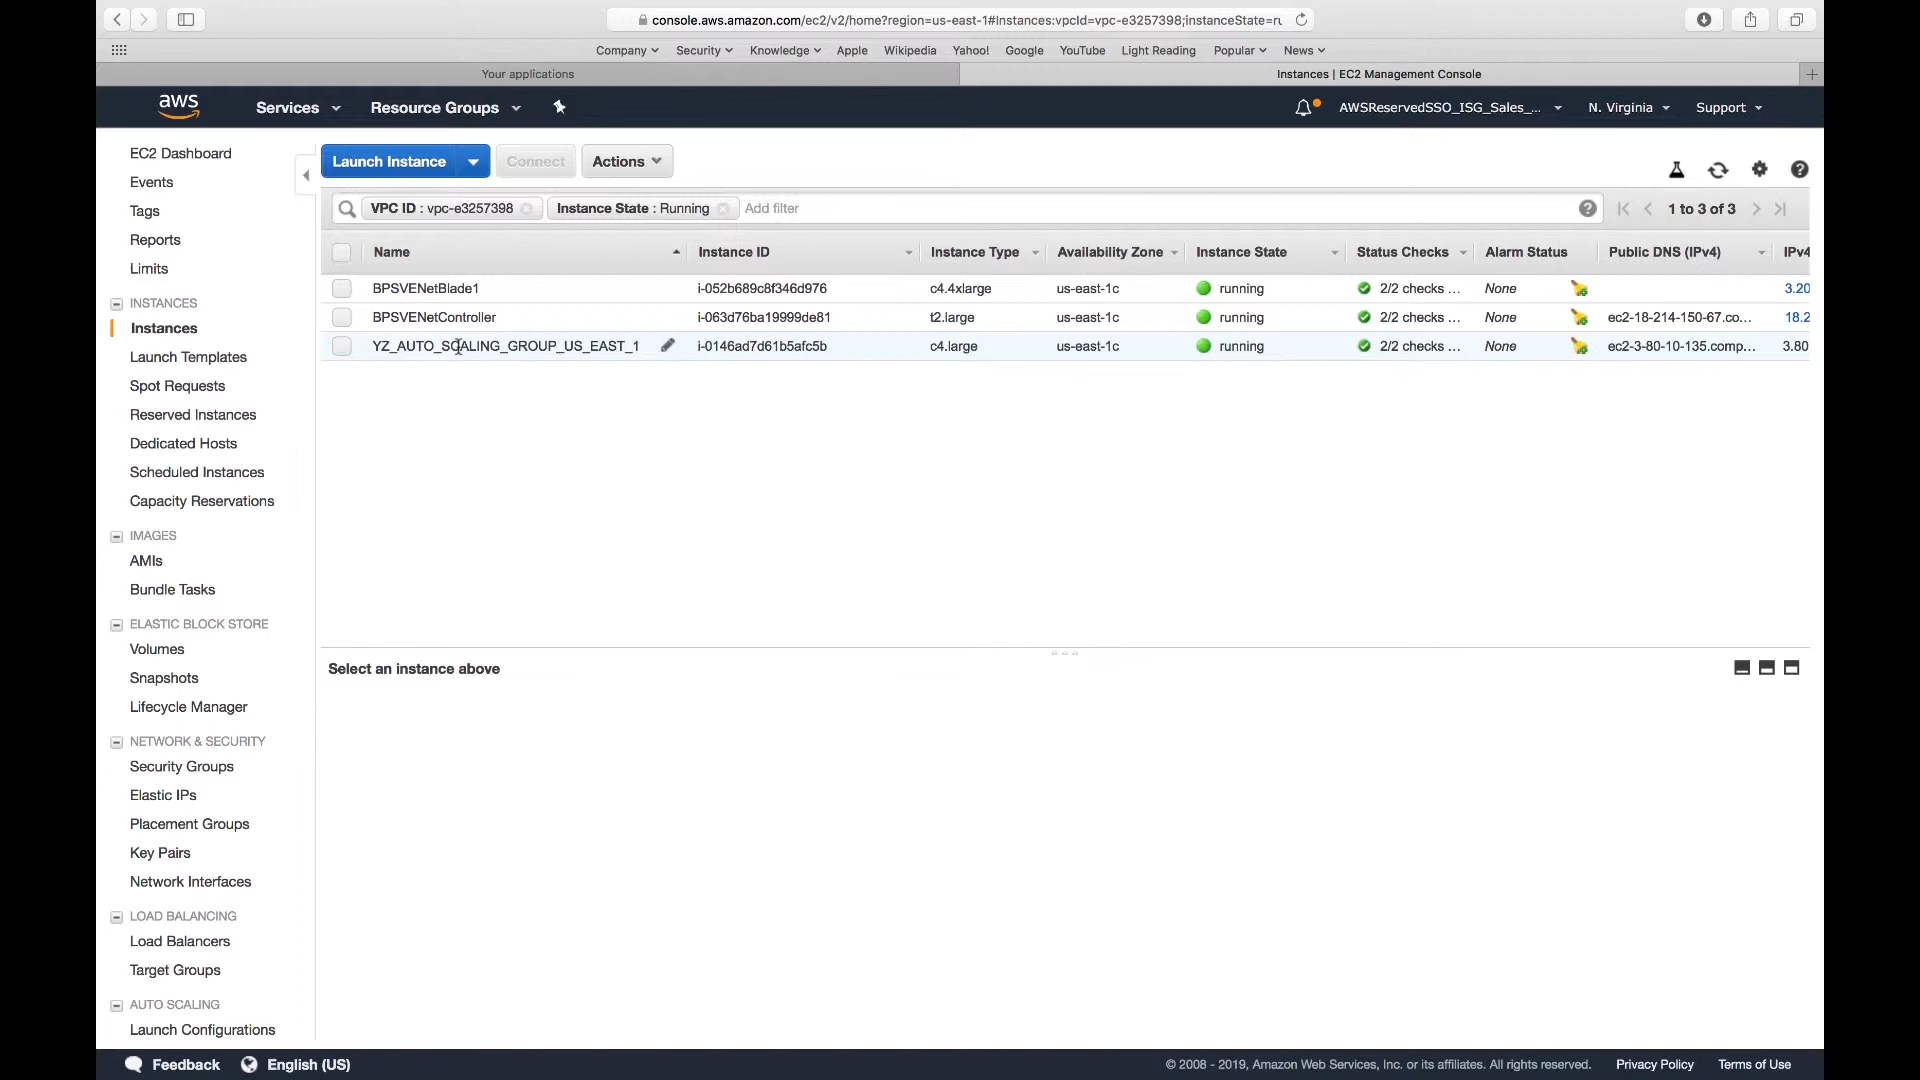 console.aws.amazon.com/ec2/v2/home?region=us-east-1#Instances:vpcId=vpc-e3257398;instanceState=ru
Company Security Knowledge Apple Wikipedia Yahoo! Google YouTube Light Reading Popular News
Your applications
Instances | EC2 Management Console
aws Services Resource Groups AWSReservedSSO_ISG_Sales_... N. Virginia Support
EC2 Dashboard
Events
Tags
Reports
Limits
INSTANCES
Instances
Launch Templates
Spot Requests
Reserved Instances
Dedicated Hosts
Scheduled Instances
Capacity Reservations
IMAGES
AMIs
Bundle Tasks
ELASTIC BLOCK STORE
Volumes
Snapshots
Lifecycle Manager
NETWORK & SECURITY
Security Groups
Elastic IPs
Placement Groups
Key Pairs
Network Interfaces
LOAD BALANCING
Load Balancers
Target Groups
AUTO SCALING
Launch Configurations
Launch Instance Connect Actions
VPC ID : vpc-e3257398 Instance State : Running Add filter 1 to 3 of 3
Name Instance ID Instance Type Availability Zone Instance State Status Checks Alarm Status Public DNS (IPv4) IPv4
BPSVENetBlade1 i-052b689c8f346d976 c4.4xlarge us-east-1c running 2/2 checks ... None 3.20
BPSVENetController i-063d76ba19999de81 t2.large us-east-1c running 2/2 checks ... None ec2-18-214-150-67.co... 18.2
YZ_AUTO_SCALING_GROUP_US_EAST_1 i-0146ad7d61b5afc5b c4.large us-east-1c running 2/2 checks ... None ec2-3-80-10-135.comp... 3.80
Select an instance above
Feedback English (US) © 2008 - 2019, Amazon Web Services, Inc. or its affiliates. All rights reserved. Privacy Policy Terms of Use